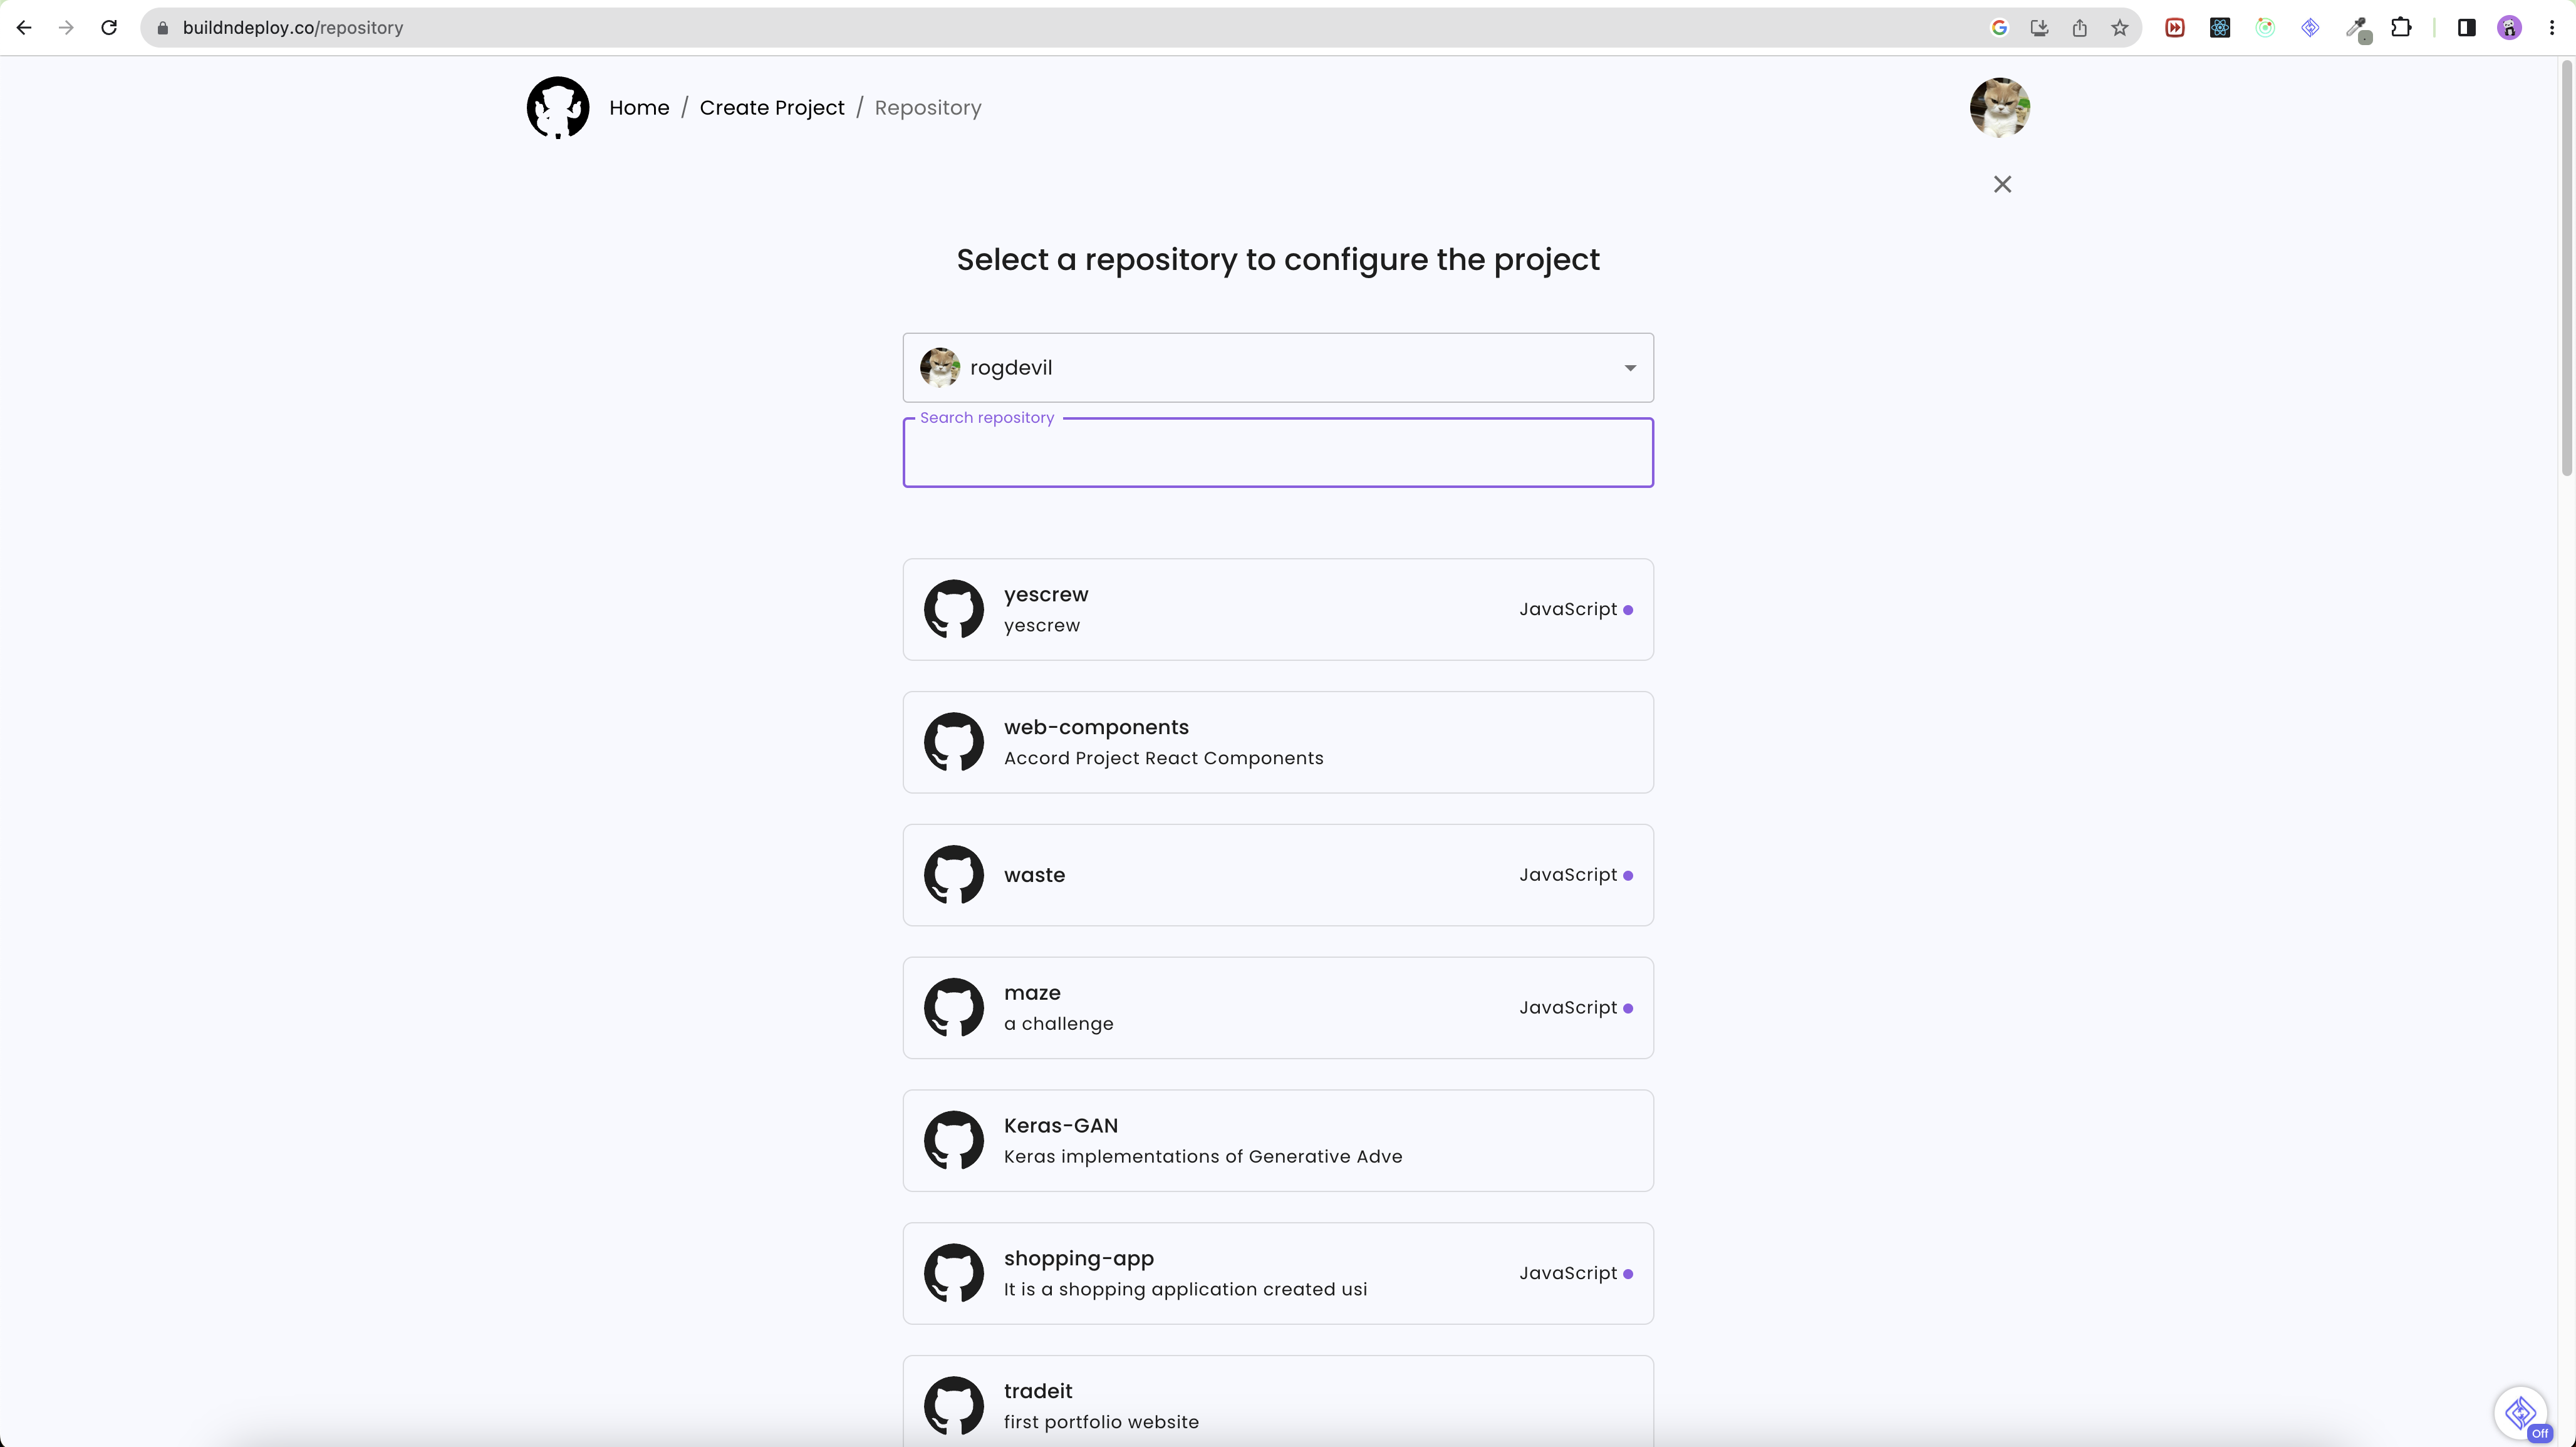 buildndeploy.co/repository
Home / Create Project / Repository
Select a repository to configure the project
rogdevil
Search repository
yescrew
yescrew
JavaScript
web-components
Accord Project React Components
waste
JavaScript
maze
a challenge
JavaScript
Keras-GAN
Keras implementations of Generative Adve
shopping-app
It is a shopping application created usi
JavaScript
tradeit
first portfolio website
Off